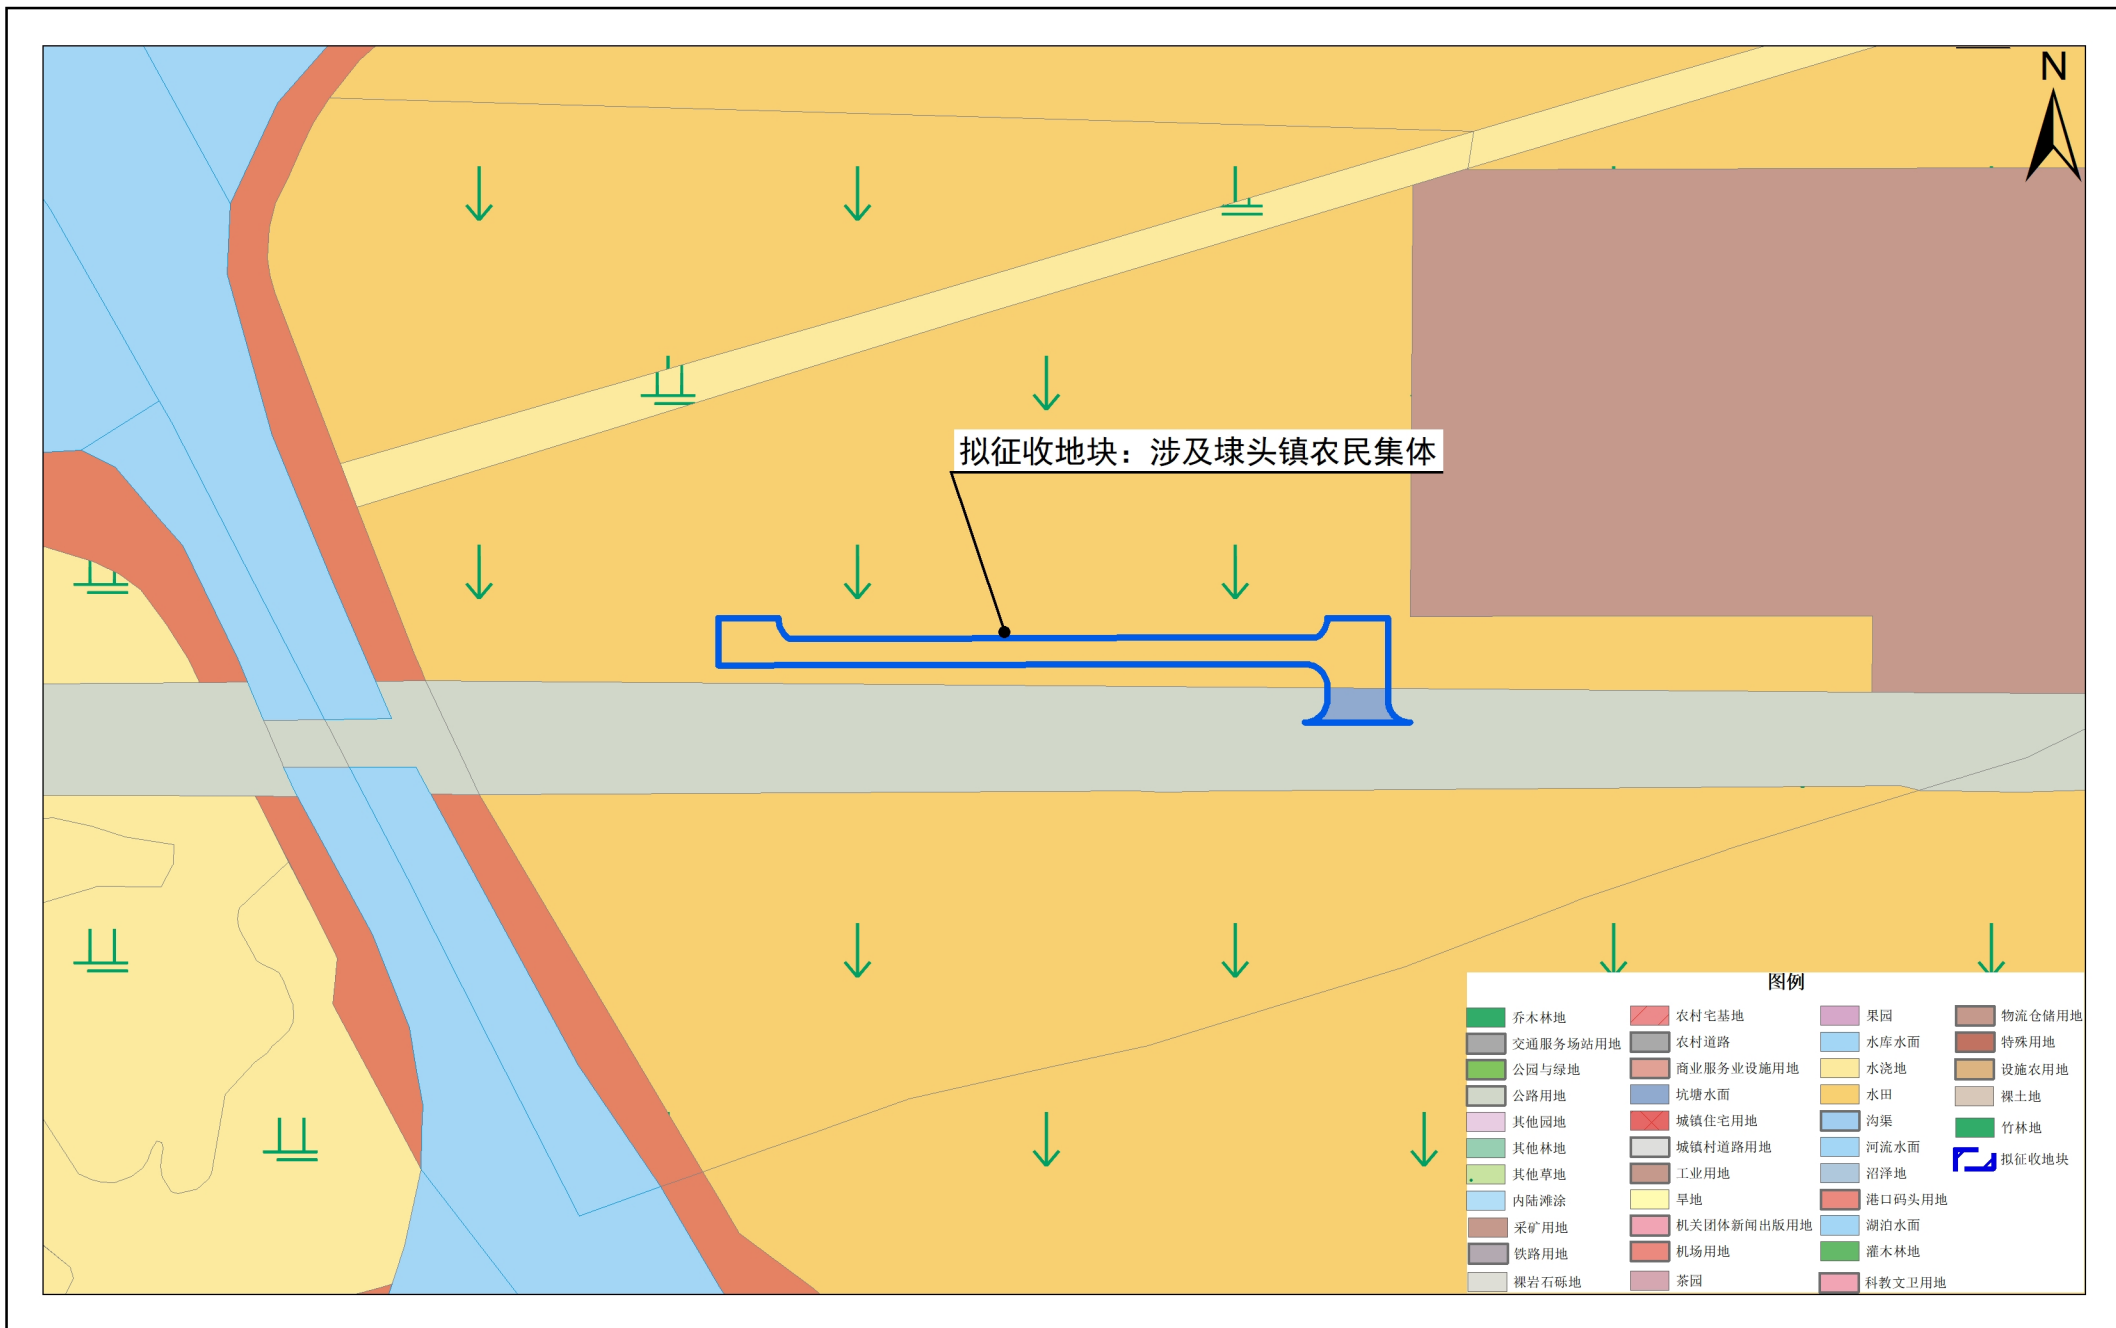 N
拟征收地块：涉及埭头镇农民集体
图例
乔木林地
交通服务场站用地
公园与绿地
公路用地
其他园地
其他林地
其他草地
内陆滩涂
采矿用地
铁路用地
裸岩石砾地
农村宅基地
农村道路
商业服务业设施用地
坑塘水面
城镇住宅用地
城镇村道路用地
工业用地
旱地
机关团体新闻出版用地
机场用地
茶园
果园
水库水面
水浇地
水田
沟渠
河流水面
沼泽地
港口码头用地
湖泊水面
灌木林地
科教文卫用地
物流仓储用地
特殊用地
设施农用地
裸土地
竹林地
拟征收地块